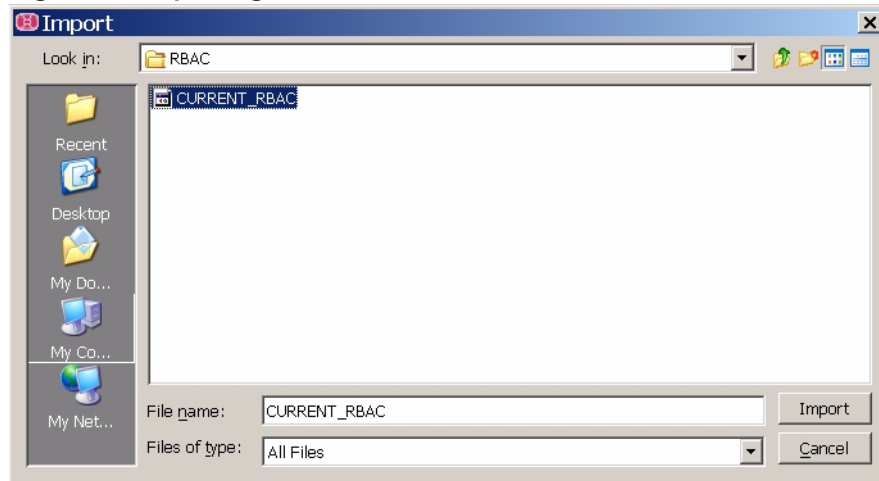 Import
Look in:
RBAC
CURRENT_RBAC
Recent
Desktop
My Do...
My Co...
My Net...
File name:
CURRENT_RBAC
Import
Files of type:
All Files
Cancel